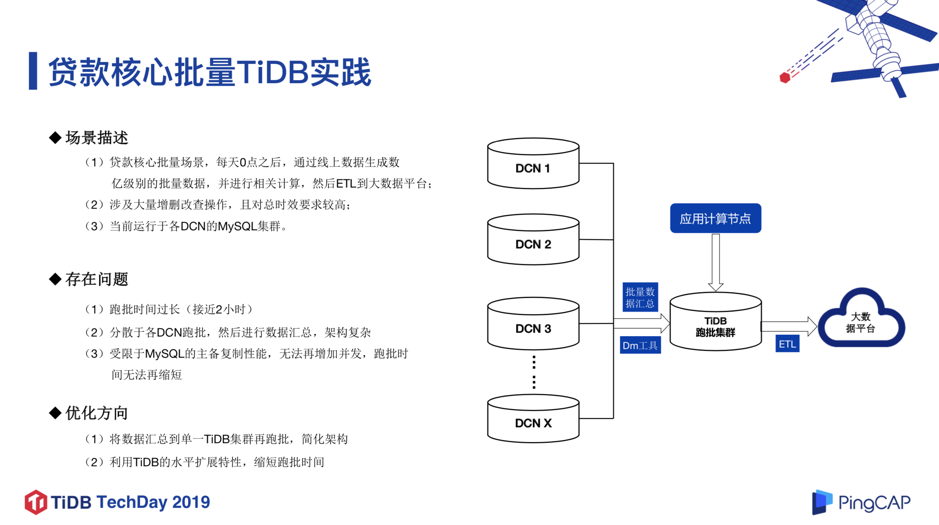 贷款核心批量TiDB实践
◆ 场景描述
（1）贷款核心批量场景，每天0点之后，通过线上数据生成数
亿级别的批量数据，并进行相关计算，然后ETL到大数据平台；
（2）涉及大量增删改查操作，且对总时效要求较高；
（3）当前运行于各DCN的MySQL集群。
◆ 存在问题
（1）跑批时间过长（接近2小时）
（2）分散于各DCN跑批，然后进行数据汇总，架构复杂
（3）受限于MySQL的主备复制性能，无法再增加并发，跑批时
间无法再缩短
◆ 优化方向
（1）将数据汇总到单一TiDB集群再跑批，简化架构
（2）利用TiDB的水平扩展特性，缩短跑批时间
DCN 1
DCN 2
DCN 3
DCN X
批量数
据汇总
Dm工具
应用计算节点
TiDB
跑批集群
ETL
大数
据平台
TiDB TechDay 2019
PingCAP